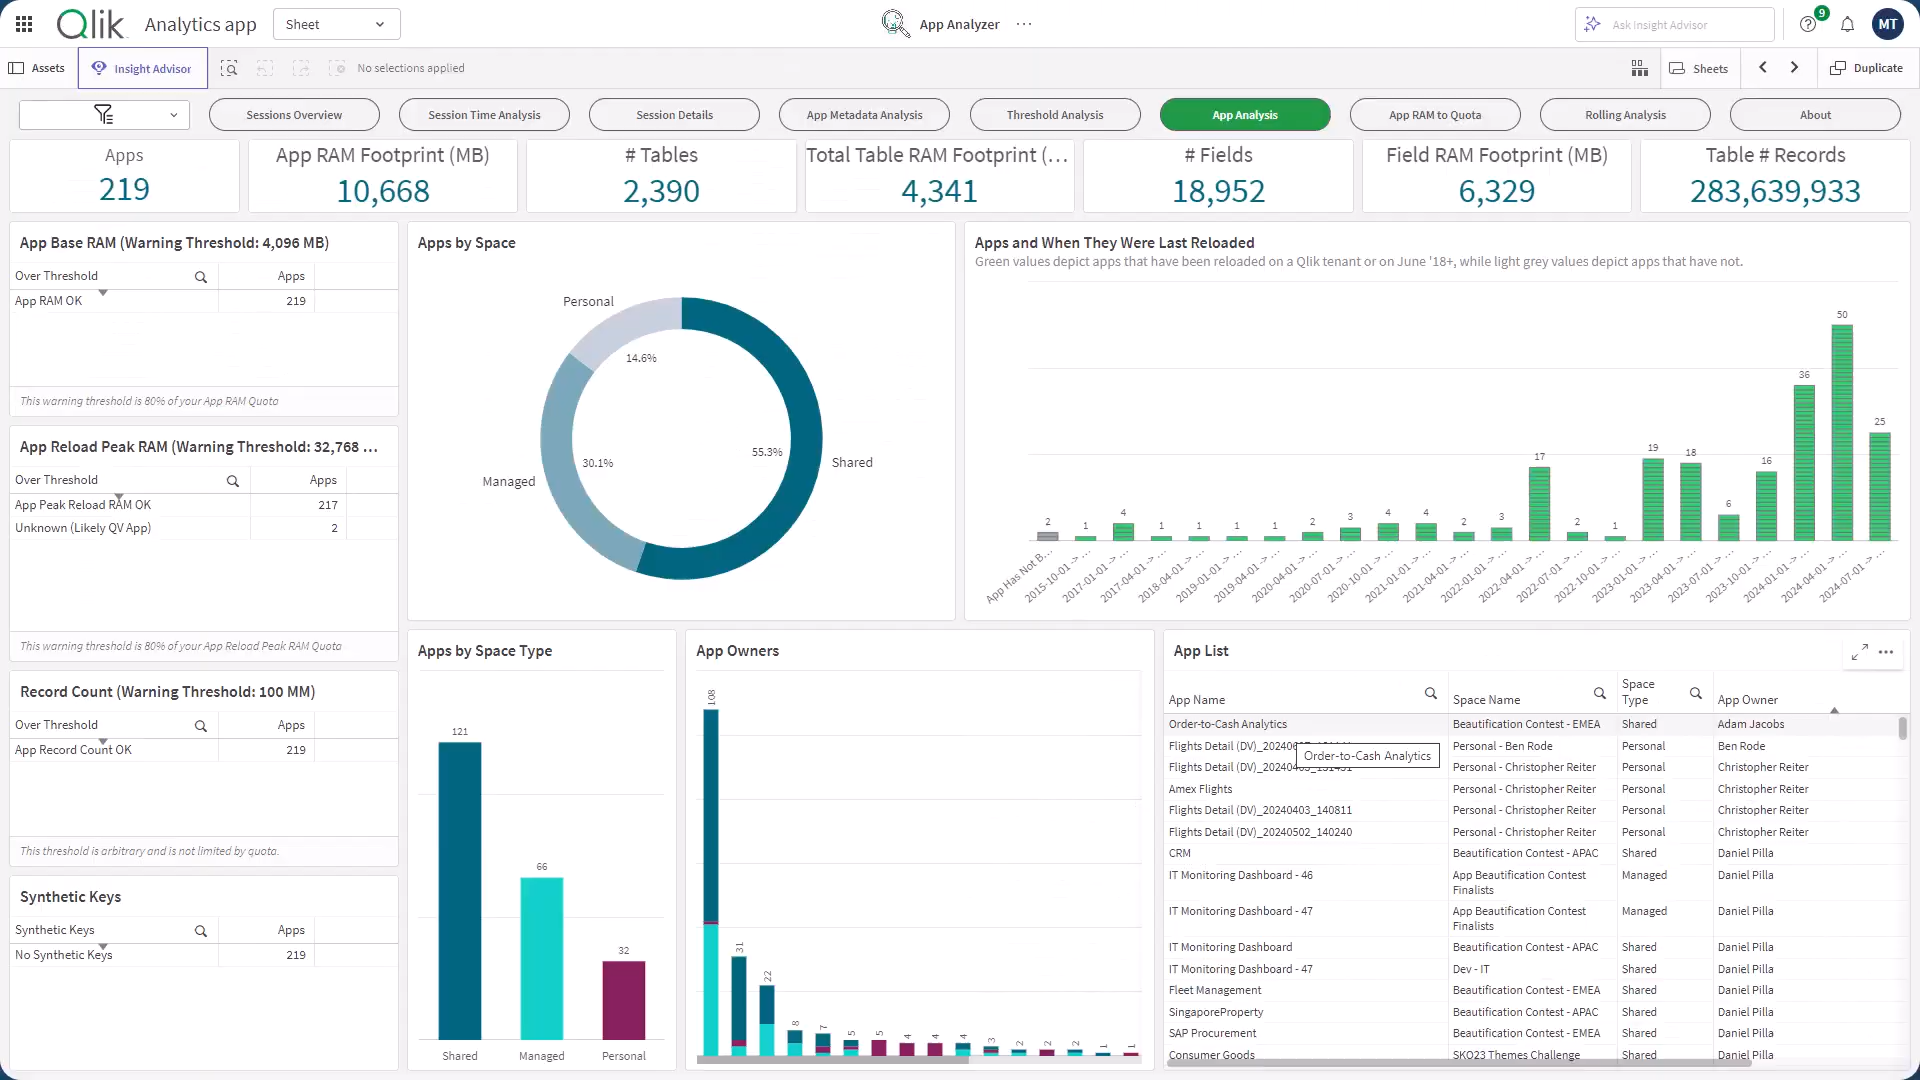 Qlik
Analytics app
Sheet
App Analyzer
Ask Insight Advisor
9
MT
Assets
Insight Advisor
No selections applied
Sheets
Duplicate
Sessions Overview
Session Time Analysis
Session Details
App Metadata Analysis
Threshold Analysis
App Analysis
App RAM to Quota
Rolling Analysis
About
Apps
219
App RAM Footprint (MB)
10,668
# Tables
2,390
Total Table RAM Footprint (…
4,341
# Fields
18,952
Field RAM Footprint (MB)
6,329
Table # Records
283,639,933
App Base RAM (Warning Threshold: 4,096 MB)
Over Threshold Apps
App RAM OK 219
This warning threshold is 80% of your App RAM Quota
App Reload Peak RAM (Warning Threshold: 32,768 …
Over Threshold Apps
App Peak Reload RAM OK 217
Unknown (Likely QV App) 2
This warning threshold is 80% of your App Reload Peak RAM Quota
Record Count (Warning Threshold: 100 MM)
Over Threshold Apps
App Record Count OK 219
This threshold is arbitrary and is not limited by quota.
Synthetic Keys
Synthetic Keys Apps
No Synthetic Keys 219
Apps by Space
Personal
14.6%
55.3%
Shared
30.1%
Managed
Apps and When They Were Last Reloaded
Green values depict apps that have been reloaded on a Qlik tenant or on June '18+, while light grey values depict apps that have not.
2 1 4 1 1 1 1 2 3 4 4 2 3 17 2 1 19 18 6 16 36 50 25
App Has Not B…
2015-10-01 -> …
2017-01-01 -> …
2017-04-01 -> …
2018-04-01 -> …
2019-01-01 -> …
2019-04-01 -> …
2020-04-01 -> …
2020-07-01 -> …
2020-10-01 -> …
2021-01-01 -> …
2021-04-01 -> …
2022-01-01 -> …
2022-04-01 -> …
2022-07-01 -> …
2022-10-01 -> …
2023-01-01 -> …
2023-04-01 -> …
2023-07-01 -> …
2023-10-01 -> …
2024-01-01 -> …
2024-04-01 -> …
2024-07-01 -> …
Apps by Space Type
121
66
32
Shared Managed Personal
App Owners
108 31 22 8 7 5 5 4 4 4 3 2 2 2 1 1
App List
App Name Space Name Space Type App Owner
Order-to-Cash Analytics Beautification Contest - EMEA Shared Adam Jacobs
Flights Detail (DV)_202406 Personal - Ben Rode Personal Ben Rode
Order-to-Cash Analytics
Flights Detail (DV)_20240403 Personal - Christopher Reiter Personal Christopher Reiter
Amex Flights Personal - Christopher Reiter Personal Christopher Reiter
Flights Detail (DV)_20240403_140811 Personal - Christopher Reiter Personal Christopher Reiter
Flights Detail (DV)_20240502_140240 Personal - Christopher Reiter Personal Christopher Reiter
CRM Beautification Contest - APAC Shared Daniel Pilla
IT Monitoring Dashboard - 46 App Beautification Contest Managed Daniel Pilla
Finalists
IT Monitoring Dashboard - 47 App Beautification Contest Managed Daniel Pilla
Finalists
IT Monitoring Dashboard Beautification Contest - APAC Shared Daniel Pilla
IT Monitoring Dashboard - 47 Dev - IT Shared Daniel Pilla
Fleet Management Beautification Contest - EMEA Shared Daniel Pilla
SingaporeProperty Beautification Contest - APAC Shared Daniel Pilla
SAP Procurement Beautification Contest - EMEA Shared Daniel Pilla
Consumer Goods SKO23 Themes Challenge Shared Daniel Pilla